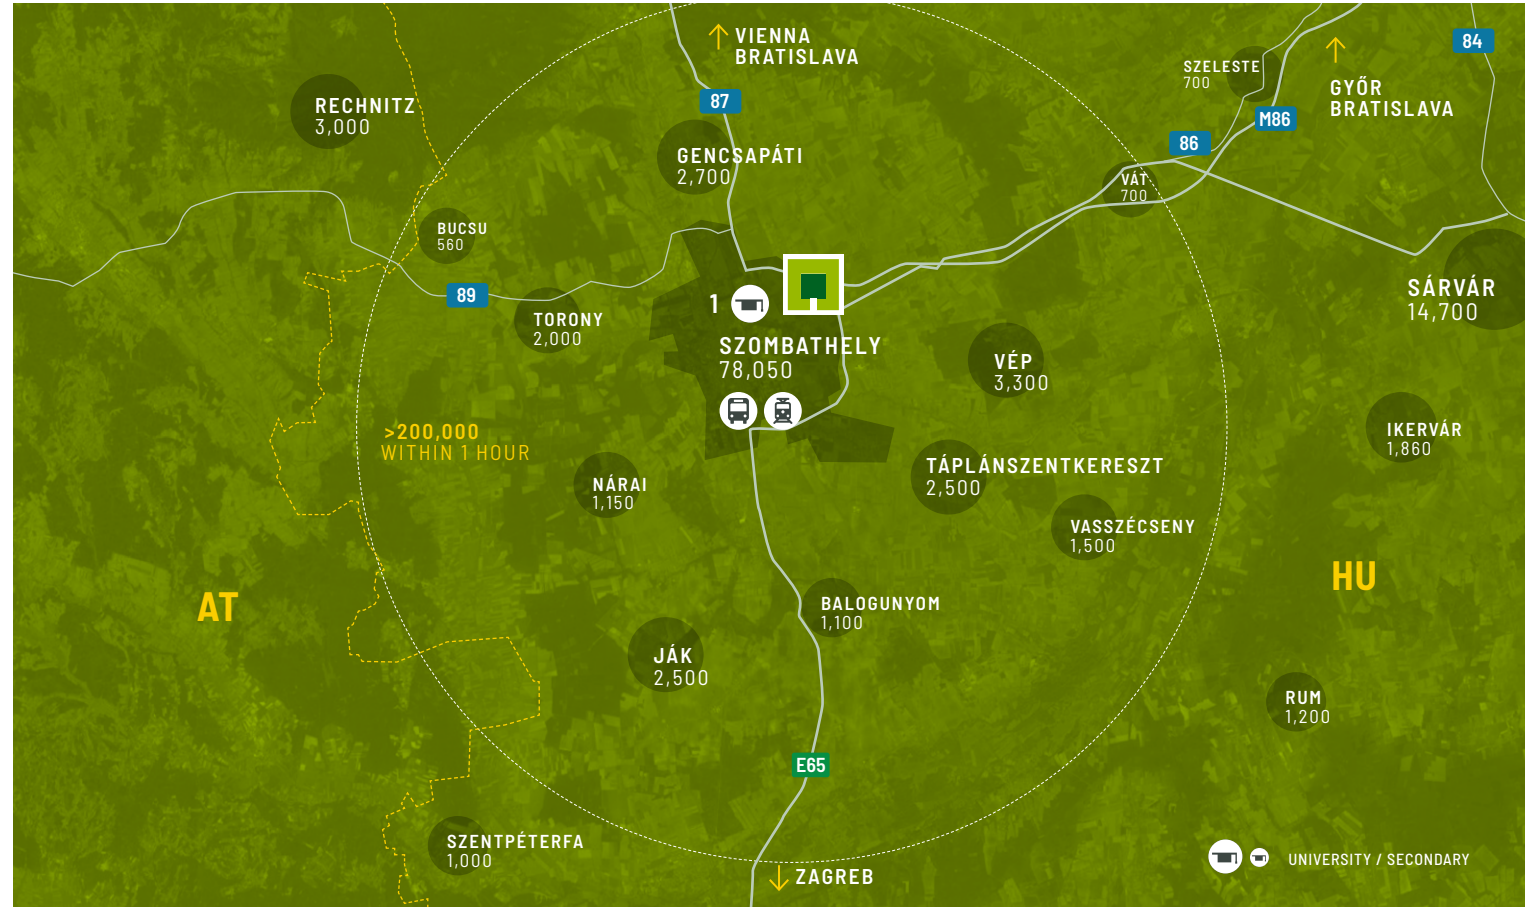 VIENNA
BRATISLAVA
84
SZELESTE
700
GYŐR
BRATISLAVA
RECHNITZ
3,000
87
M86
86
GENCSAPÁTI
2,700
VÁT
700
BUCSU
560
89
SÁRVÁR
14,700
1
TORONY
2,000
SZOMBATHELY
78,050
VÉP
3,300
>200,000
WITHIN 1 HOUR
IKERVÁR
1,860
TÁPLÁNSZENTKERESZT
2,500
NÁRAI
1,150
VASSZÉCSENY
1,500
HU
AT
BALOGUNYOM
1,100
JÁK
2,500
RUM
1,200
E65
SZENTPÉTERFA
1,000
UNIVERSITY / SECONDARY
ZAGREB